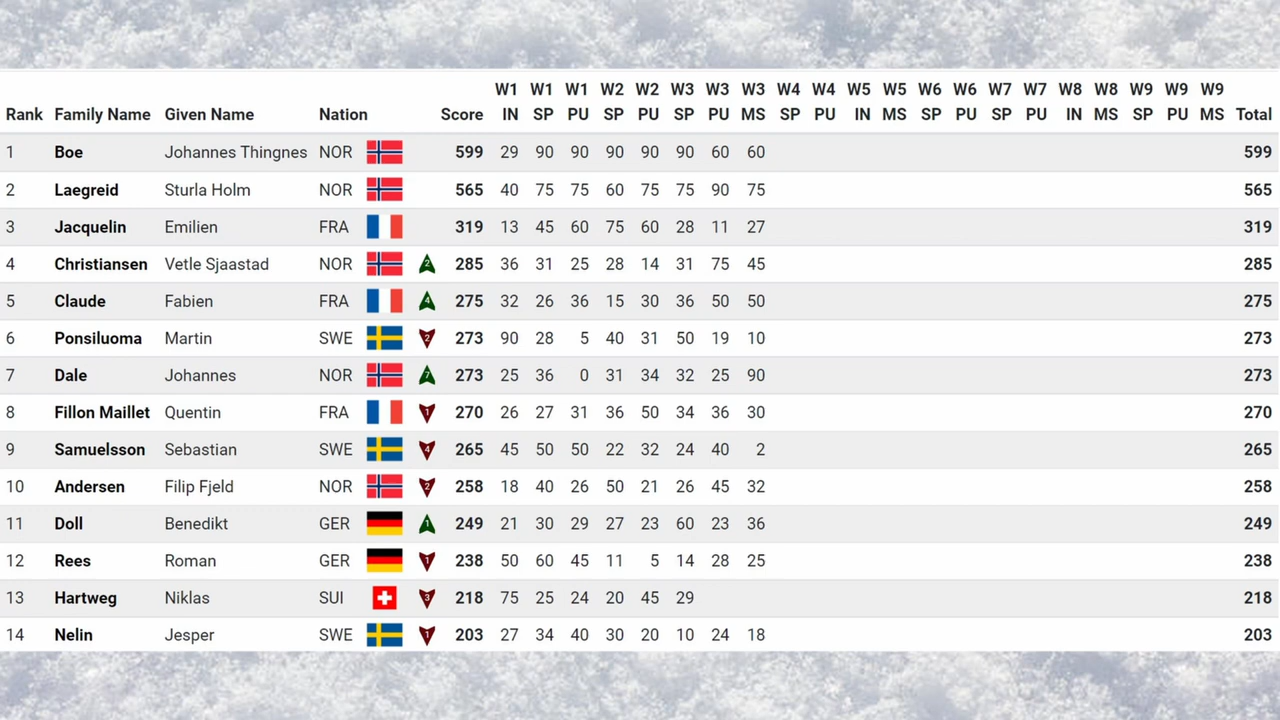 W1 W1 W1 W2 W2 W3 W3 W3 W4 W4 W5 W5 W6 W6 W7 W7 W8 W8 W9 W9 W9
Rank Family Name Given Name Nation Score IN SP PU SP PU SP PU MS SP PU IN MS SP PU SP PU IN MS SP PU MS Total
1 Boe Johannes Thingnes NOR 599 29 90 90 90 90 90 60 60 599
2 Laegreid Sturla Holm NOR 565 40 75 75 60 75 75 90 75 565
3 Jacquelin Emilien FRA 319 13 45 60 75 60 28 11 27 319
4 Christiansen Vetle Sjaastad NOR 2 285 36 31 25 28 14 31 75 45 285
5 Claude Fabien FRA 4 275 32 26 36 15 30 36 50 50 275
6 Ponsiluoma Martin SWE 2 273 90 28 5 40 31 50 19 10 273
7 Dale Johannes NOR 7 273 25 36 0 31 34 32 25 90 273
8 Fillon Maillet Quentin FRA 1 270 26 27 31 36 50 34 36 30 270
9 Samuelsson Sebastian SWE 4 265 45 50 50 22 32 24 40 2 265
10 Andersen Filip Fjeld NOR 2 258 18 40 26 50 21 26 45 32 258
11 Doll Benedikt GER 1 249 21 30 29 27 23 60 23 36 249
12 Rees Roman GER 1 238 50 60 45 11 5 14 28 25 238
13 Hartweg Niklas SUI 3 218 75 25 24 20 45 29 218
14 Nelin Jesper SWE 1 203 27 34 40 30 20 10 24 18 203